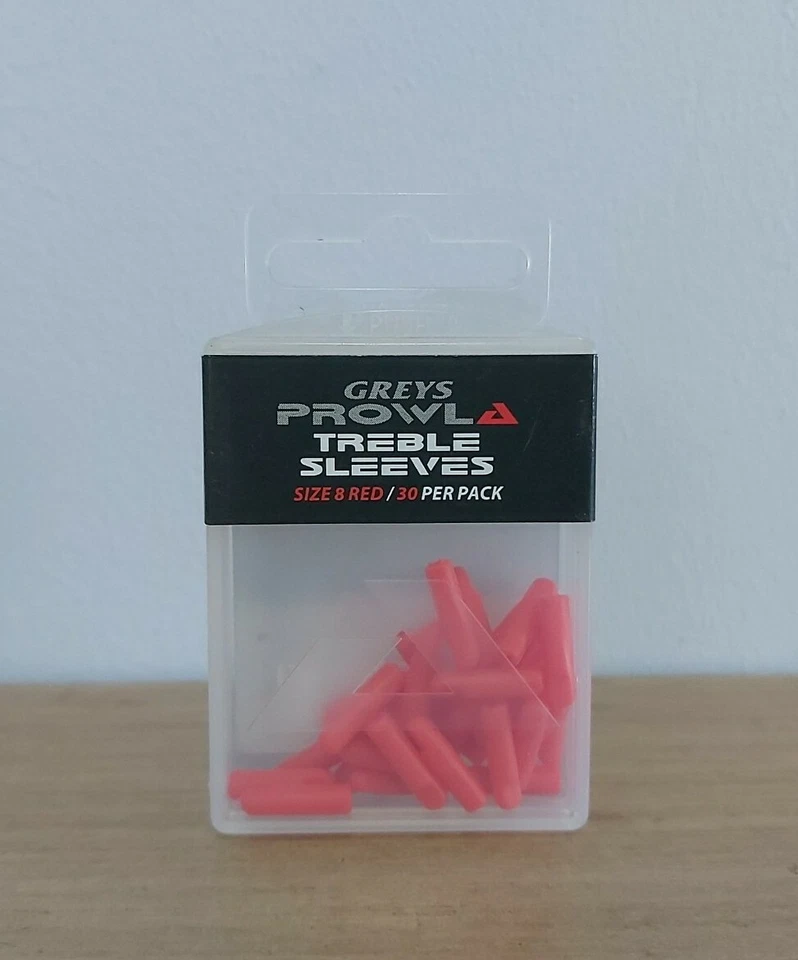 GREYS
PROWLA
TREBLE
SLEEVES
SIZE 8 RED / 30 PER PACK